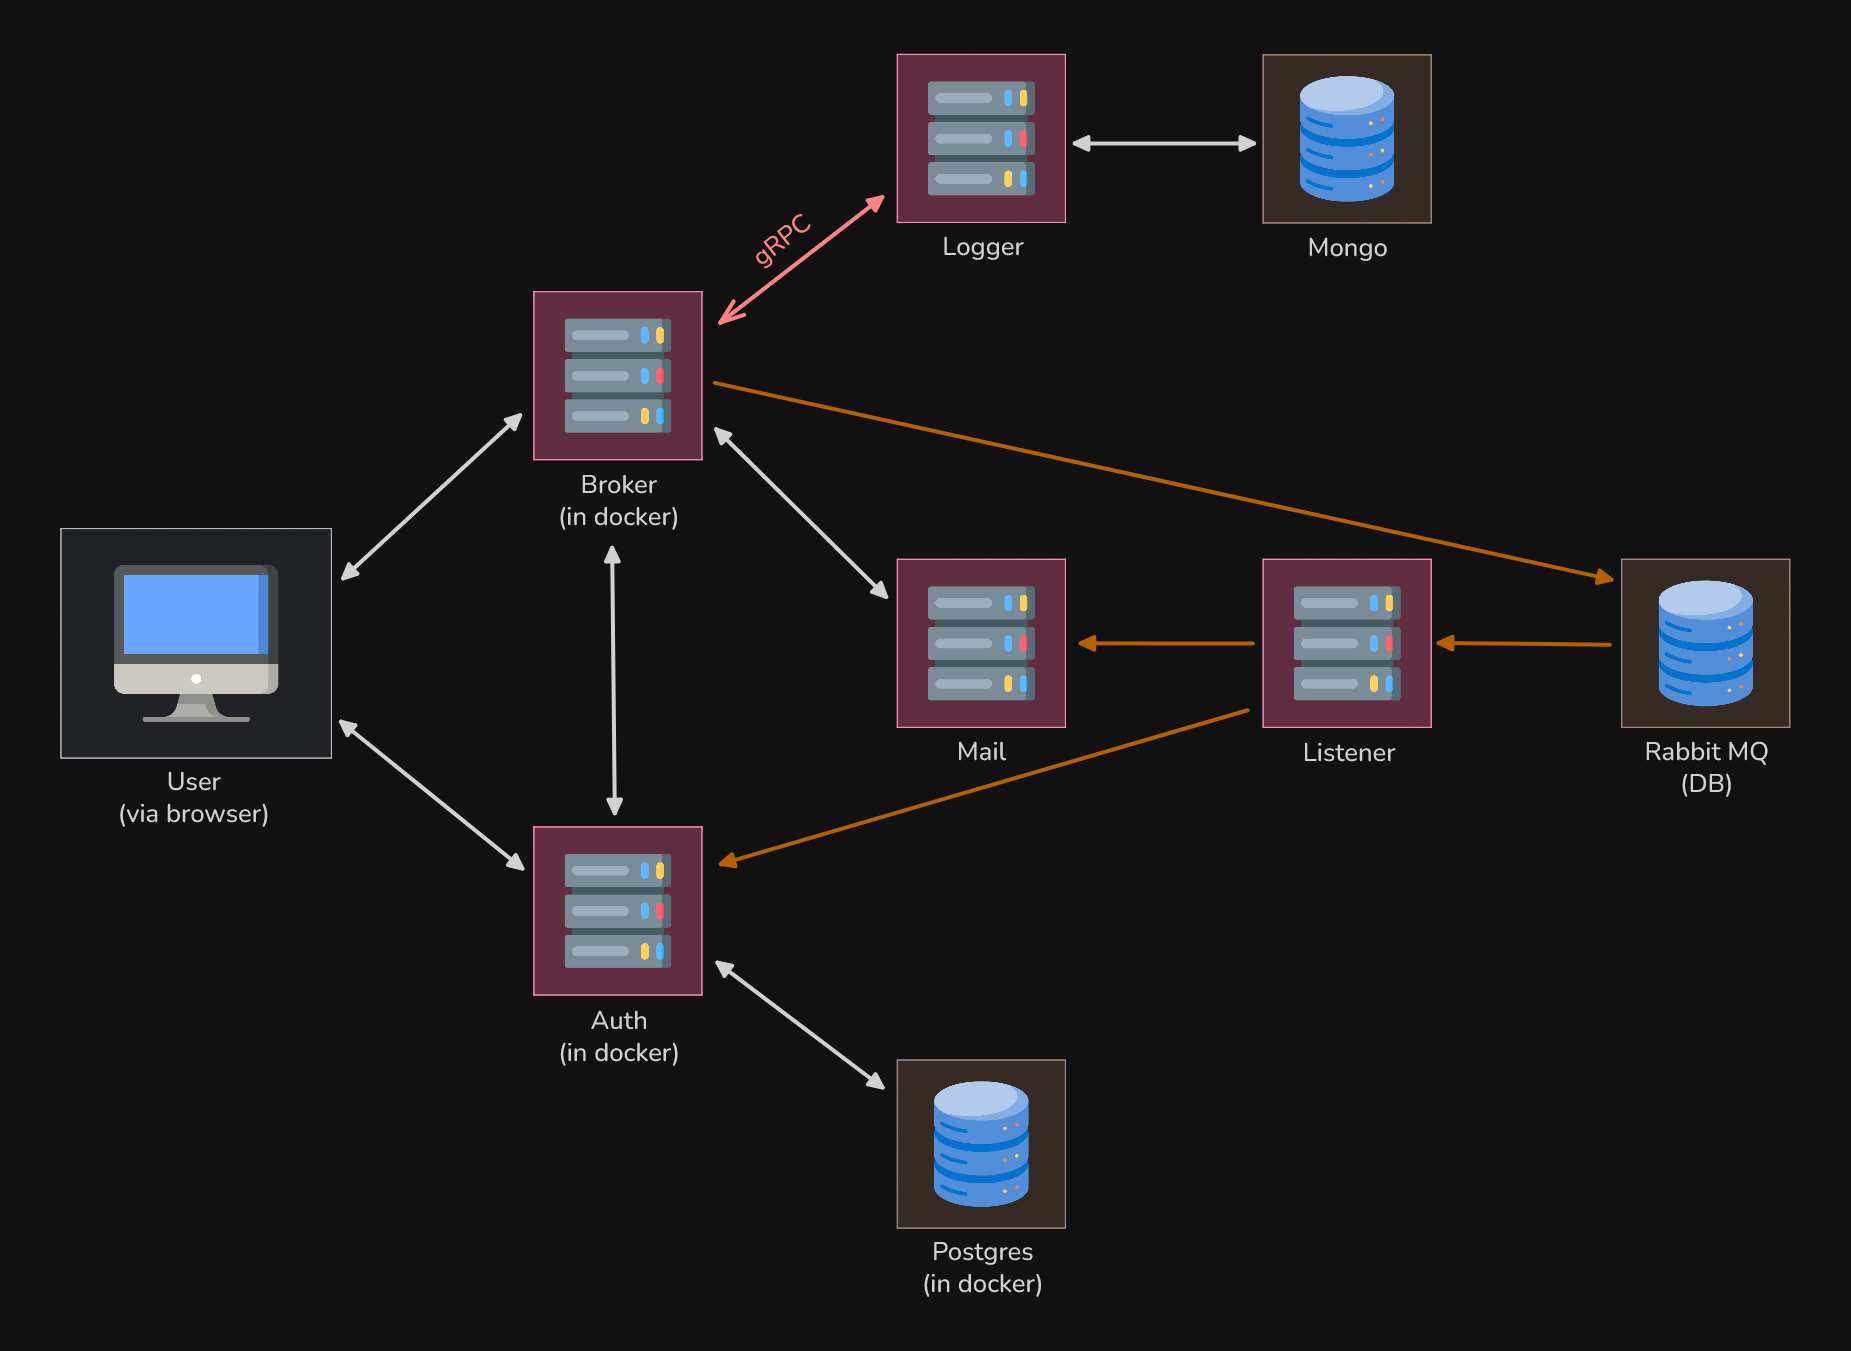 Logger
Mongo
gRPC
Broker
(in docker)
User
(via browser)
Mail
Listener
Rabbit MQ
(DB)
Auth
(in docker)
Postgres
(in docker)